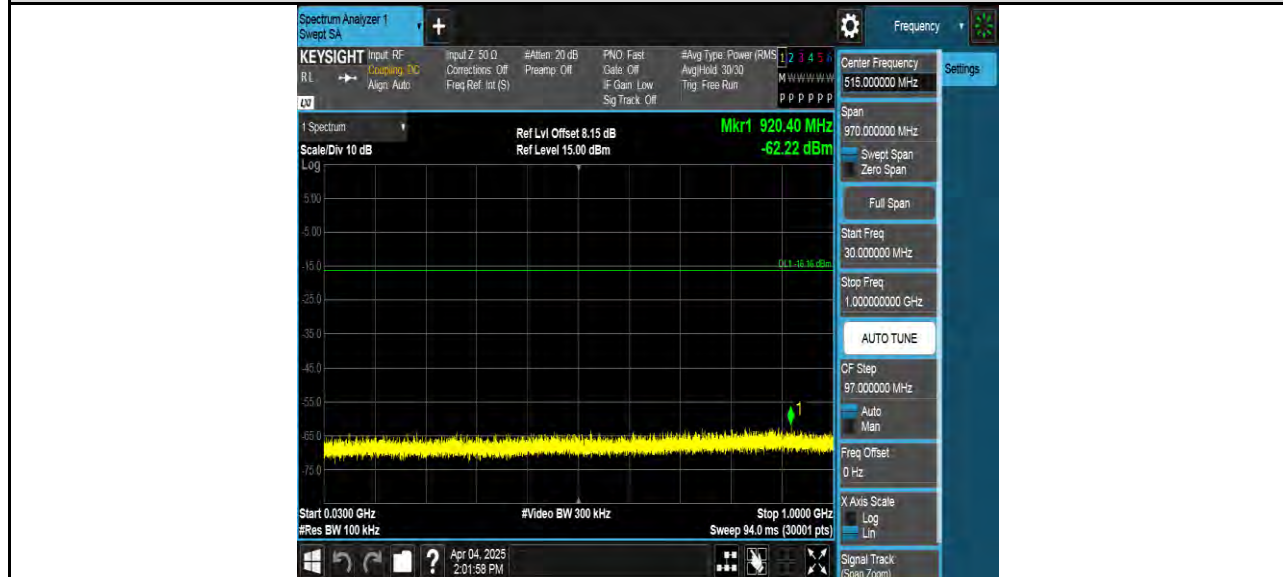 Spectrum Analyzer 1
Swept SA
+
Frequency
KEYSIGHT
Input: RF
Coupling: DC
Align: Auto
RL
LXI
Input Z: 50 Ω
Corrections: Off
Freq Ref: Int (S)
#Atten: 20 dB
Preamp: Off
PNO: Fast
Gate: Off
IF Gain: Low
Sig Track: Off
#Avg Type: Power (RMS
Avg|Hold: 30/30
Trig: Free Run
1 2 3 4 5 6
M W W W W W
P P P P P P
Center Frequency
515.000000 MHz
Settings
Span
970.000000 MHz
Swept Span
Zero Span
Full Span
Start Freq
30.000000 MHz
Stop Freq
1.000000000 GHz
AUTO TUNE
CF Step
97.000000 MHz
Auto
Man
Freq Offset
0 Hz
X Axis Scale
Log
Lin
Signal Track
(Span Zoom)
1 Spectrum
Scale/Div 10 dB
Log
Ref Lvl Offset 8.15 dB
Ref Level 15.00 dBm
Mkr1 920.40 MHz
-62.22 dBm
5.00
-5.00
-15.0
DL1 -16.16 dBm
-25.0
-35.0
-45.0
-55.0
1
-65.0
-75.0
Start 0.0300 GHz
#Res BW 100 kHz
#Video BW 300 kHz
Stop 1.0000 GHz
Sweep 94.0 ms (30001 pts)
?
Apr 04, 2025
2:01:58 PM